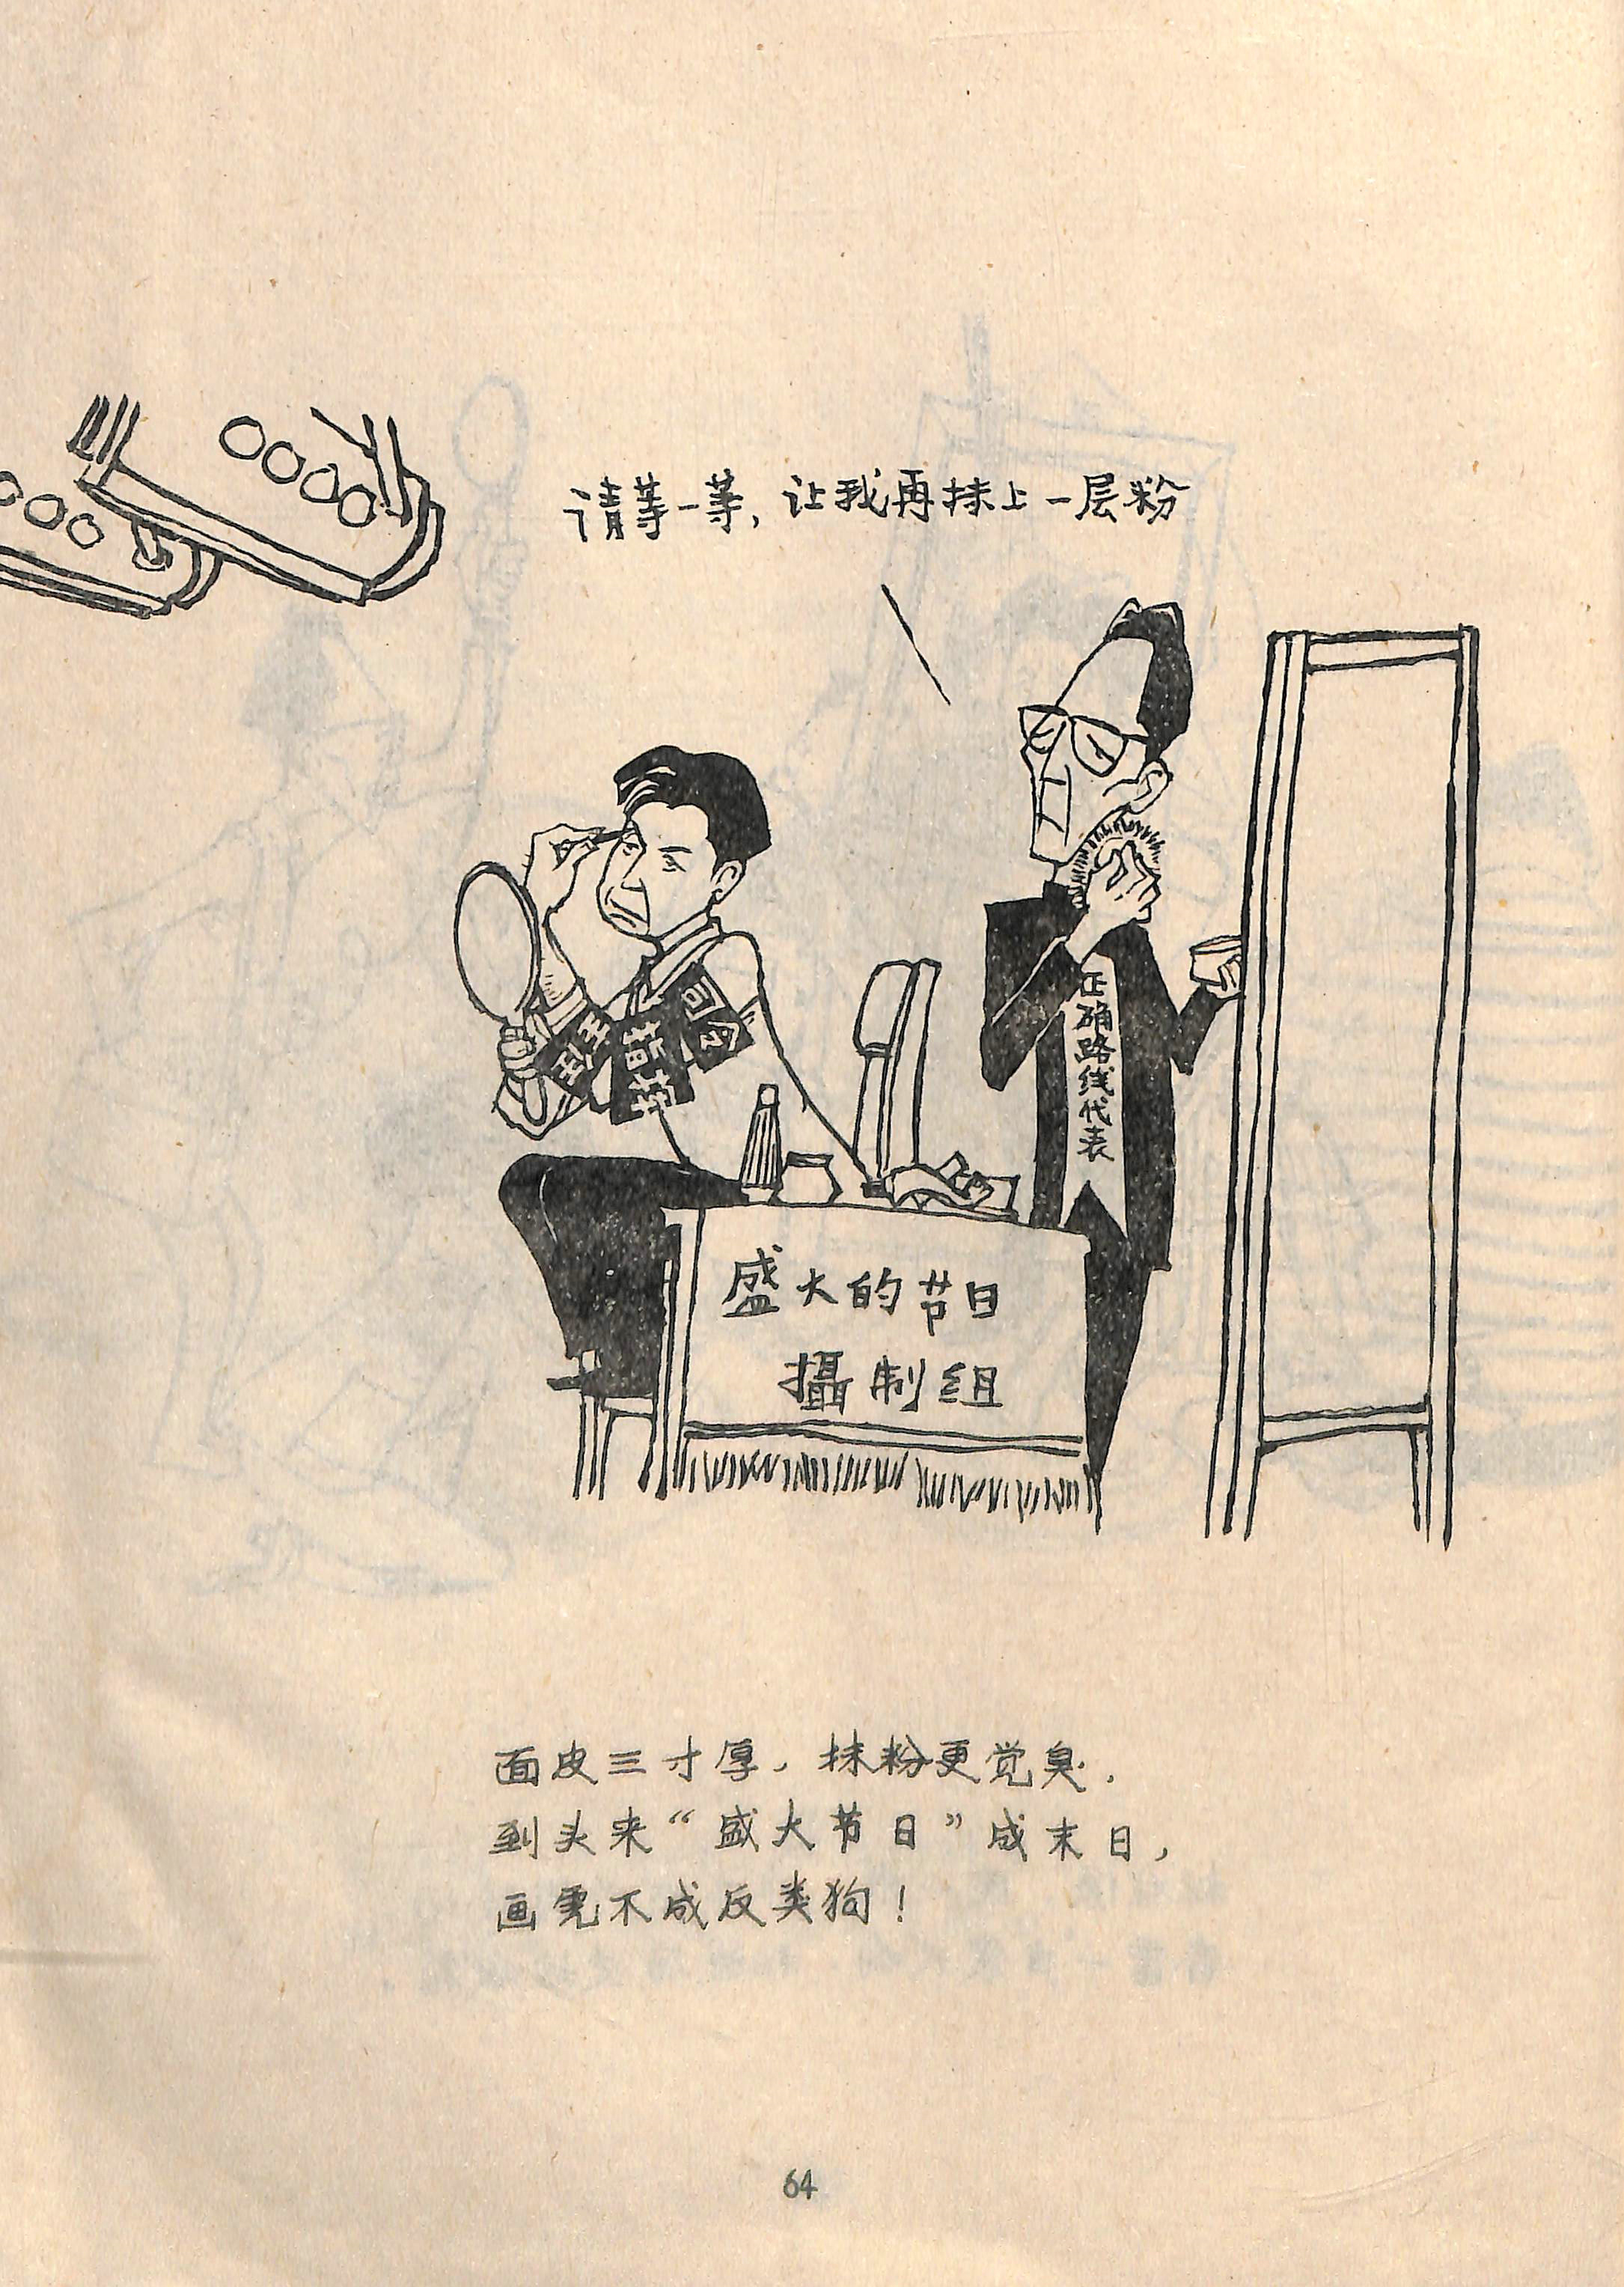 请等一等，让我再抹上一层粉
司令
指挥
主任
正确路线代表
盛大的节日
攝制组
面皮三寸厚，抹粉更觉臭．
到头来“盛大节日”成末日，
画虎不成反类狗！
64